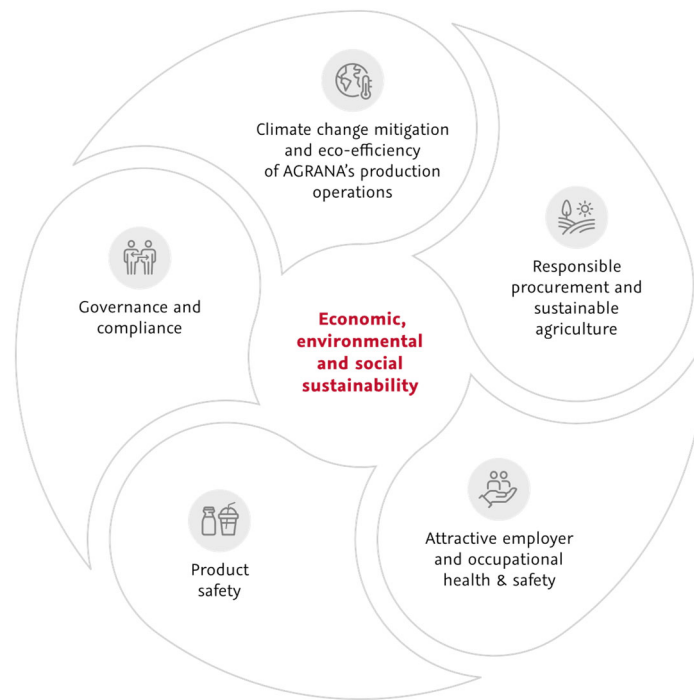 Climate change mitigation
and eco-efficiency
of AGRANA's production
operations
Responsible
procurement and
sustainable
agriculture
Governance and
compliance
Economic,
environmental
and social
sustainability
Attractive employer
and occupational
health & safety
Product
safety